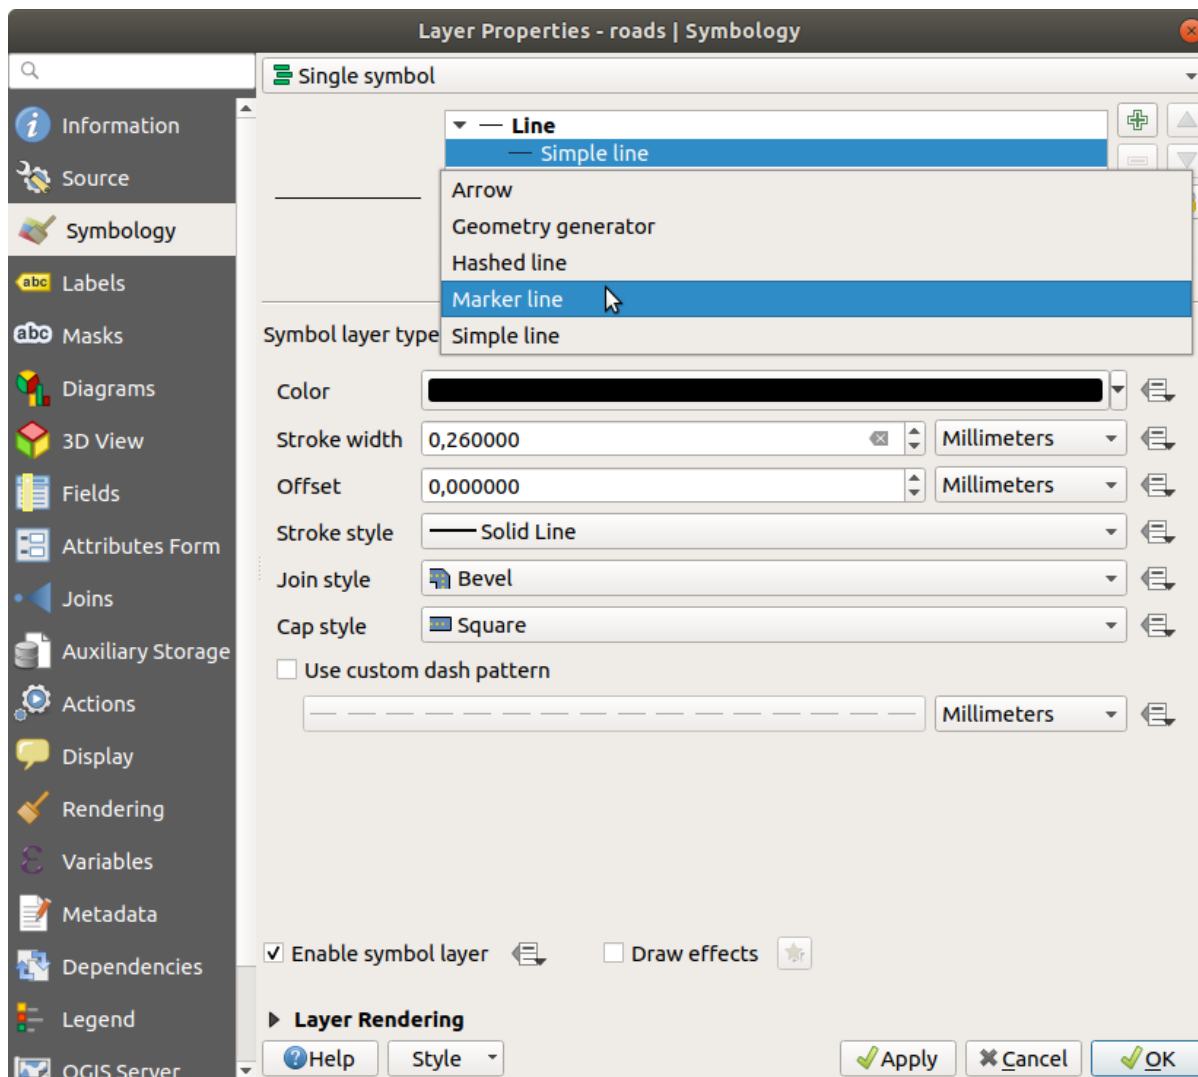 Layer Properties - roads | Symbology
Information
Source
Symbology
Labels
Masks
Diagrams
3D View
Fields
Attributes Form
Joins
Auxiliary Storage
Actions
Display
Rendering
Variables
Metadata
Dependencies
Legend
QGIS Server
abc
abc
Single symbol
Line
Simple line
Arrow
Geometry generator
Hashed line
Marker line
Simple line
Symbol layer type
Color
Stroke width 0,260000 Millimeters
Offset 0,000000 Millimeters
Stroke style Solid Line
Join style Bevel
Cap style Square
Use custom dash pattern
Millimeters
Enable symbol layer Draw effects
Layer Rendering
Help Style Apply Cancel OK